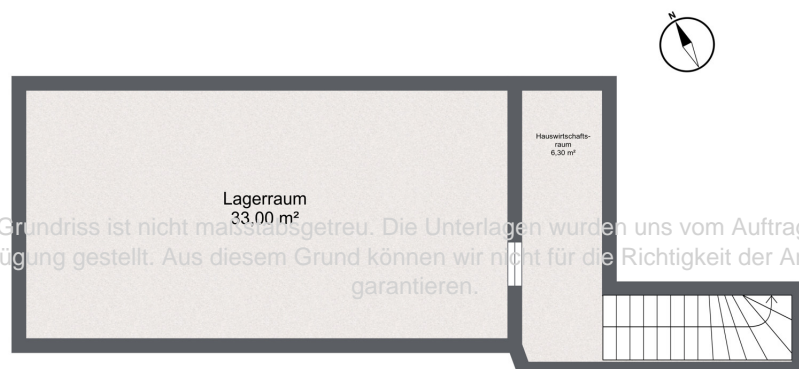 N
Hauswirtschafts-
raum
6,30 m²
Lagerraum
33.00 m²
Grundriss ist nicht maßstabsgetreu. Die Unterlagen wurden uns vom Auftrag
ügung gestellt. Aus diesem Grund können wir nicht für die Richtigkeit der An
garantieren.